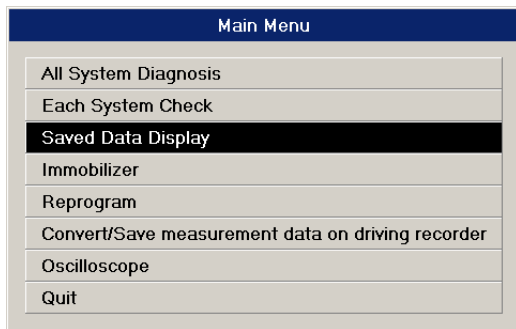 Main Menu
All System Diagnosis
Each System Check
Saved Data Display
Immobilizer
Reprogram
Convert/Save measurement data on driving recorder
Oscilloscope
Quit